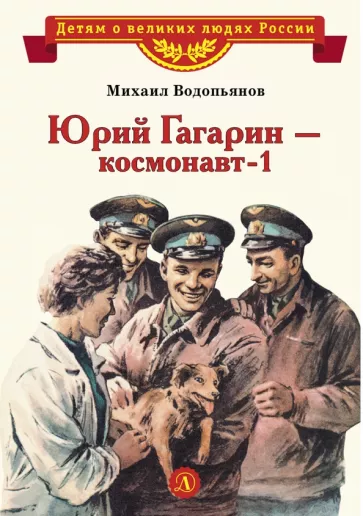 Детям о великих людях России
Михаил Водопьянов
Юрий Гагарин —
космонавт-1